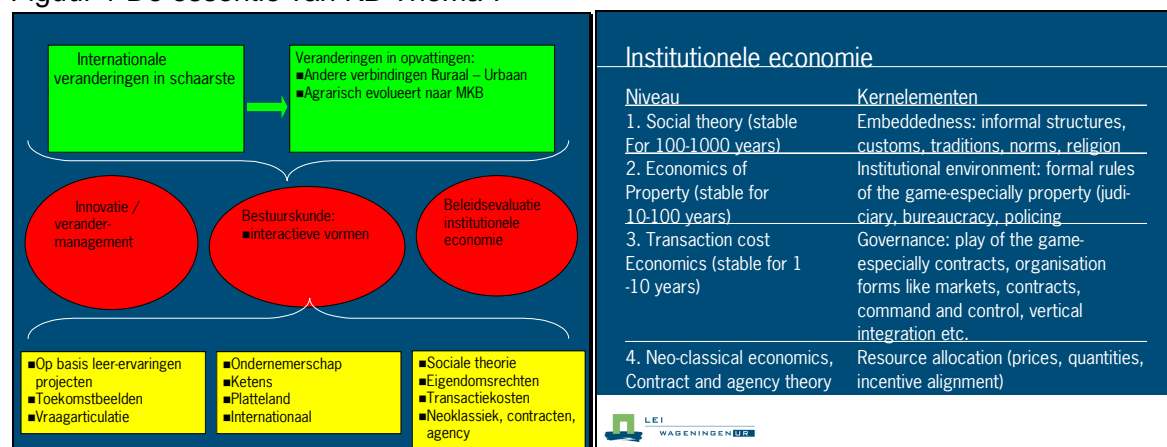 Internationale
veranderingen in schaarste
Veranderingen in opvattingen:
■Andere verbindingen Ruraal – Urbaan
■Agrarisch evolueert naar MKB
Innovatie /
verander-
management
Bestuurskunde:
■interactieve vormen
Beleidsevaluatie
institutionele
economie
■Op basis leer-ervaringen
projecten
■Toekomstbeelden
■Vraagarticulatie
■Ondernemerschap
■Ketens
■Platteland
■Internationaal
■Sociale theorie
■Eigendomsrechten
■Transactiekosten
■Neoklassiek, contracten,
agency
Institutionele economie
Niveau Kernelementen
1. Social theory (stable Embeddedness: informal structures,
For 100-1000 years) customs, traditions, norms, religion
2. Economics of Institutional environment: formal rules
Property (stable for of the game-especially property (judi-
10-100 years) ciary, bureaucracy, policing
3. Transaction cost Governance: play of the game-
Economics (stable for 1 especially contracts, organisation
-10 years) forms like markets, contracts,
command and control, vertical
integration etc.
4. Neo-classical economics, Resource allocation (prices, quantities,
Contract and agency theory incentive alignment)
LEI
WAGENINGEN UR